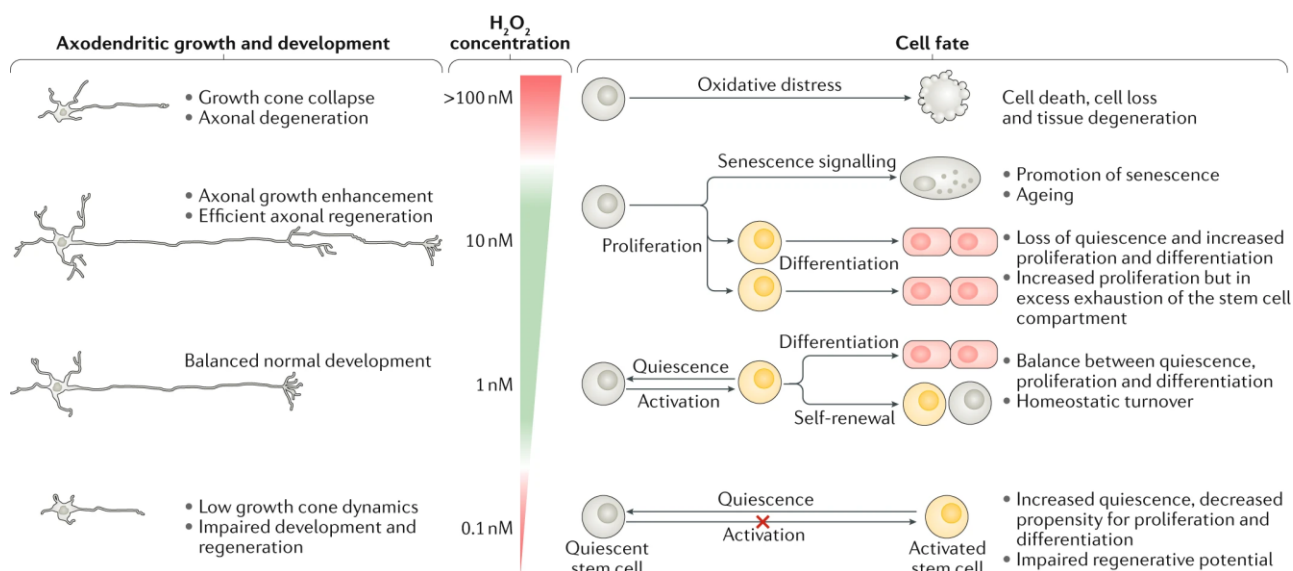 Axodendritic growth and development
H₂O₂
concentration
Cell fate
• Growth cone collapse
• Axonal degeneration
>100 nM
Oxidative distress
Cell death, cell loss
and tissue degeneration
• Axonal growth enhancement
• Efficient axonal regeneration
10 nM
Senescence signalling
• Promotion of senescence
• Ageing
Proliferation
Differentiation
• Loss of quiescence and increased
proliferation and differentiation
• Increased proliferation but in
excess exhaustion of the stem cell
compartment
Balanced normal development
1 nM
Quiescence
Activation
Differentiation
Self-renewal
• Balance between quiescence,
proliferation and differentiation
• Homeostatic turnover
• Low growth cone dynamics
• Impaired development and
regeneration
0.1 nM
Quiescence
Activation
Quiescent
stem cell
Activated
stem cell
• Increased quiescence, decreased
propensity for proliferation and
differentiation
• Impaired regenerative potential